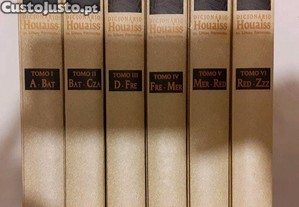 CustoJusto.pt
DICIONÁRIO
Houaiss
TOMO I
A - BAT
DICIONÁRIO
Houaiss
TOMO II
BAT - CZA
DICIONÁRIO
Houaiss
TOMO III
D - FRE
DICIONÁRIO
Houaiss
TOMO IV
FRE - MER
DICIONÁRIO
Houaiss
TOMO V
MER - RED
DICIONÁRIO
Houaiss
TOMO VI
RED - ZZZ